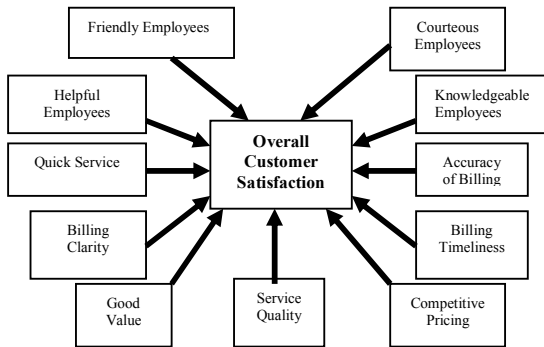 Friendly Employees
Courteous
Employees
Helpful
Employees
Overall
Customer
Satisfaction
Knowledgeable
Employees
Quick Service
Accuracy
of Billing
Billing
Clarity
Billing
Timeliness
Good
Value
Service
Quality
Competitive
Pricing